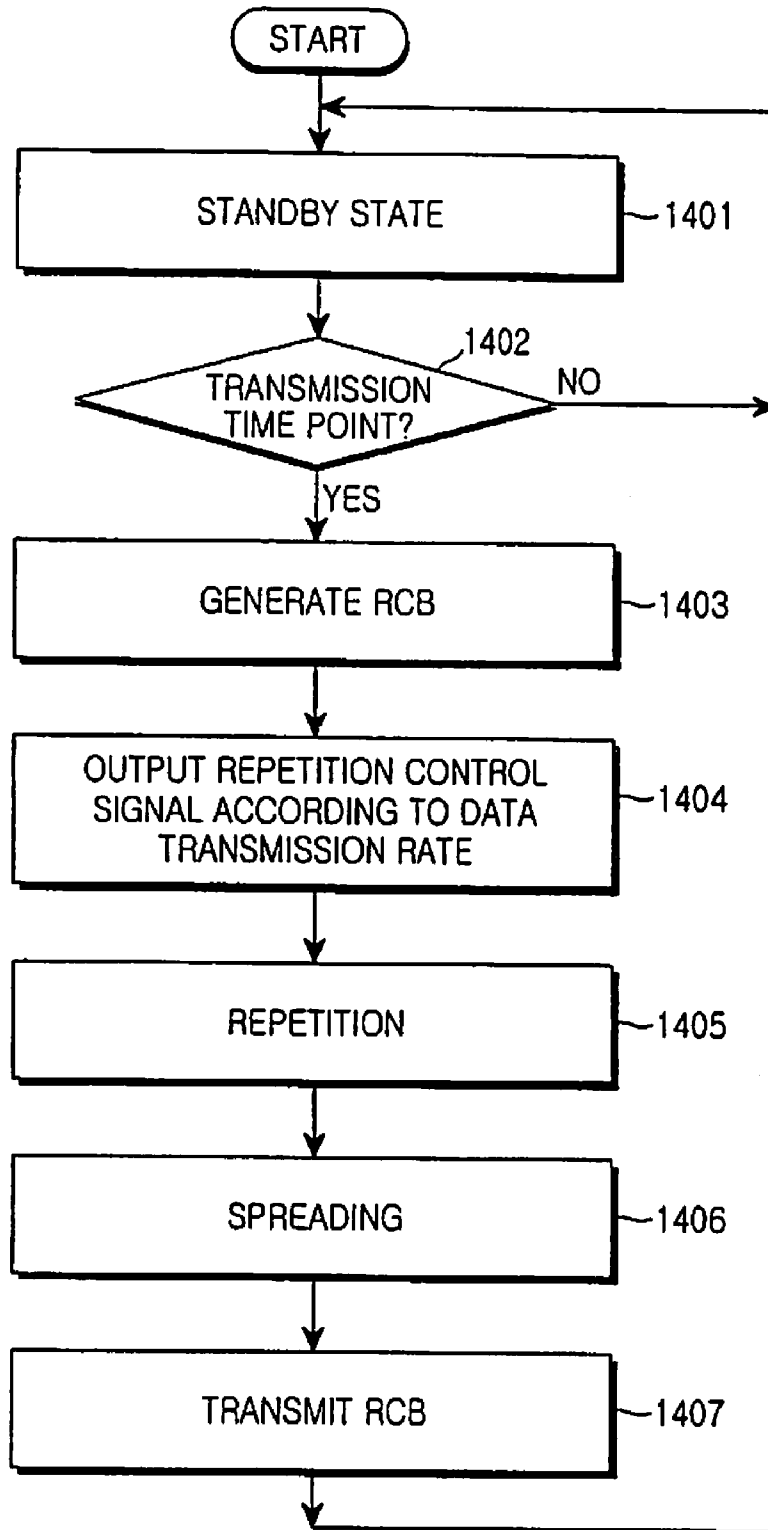 START
STANDBY STATE
1401
1402
TRANSMISSION
TIME POINT?
NO
YES
GENERATE RCB
1403
OUTPUT REPETITION CONTROL
SIGNAL ACCORDING TO DATA
TRANSMISSION RATE
1404
REPETITION
1405
SPREADING
1406
TRANSMIT RCB
1407